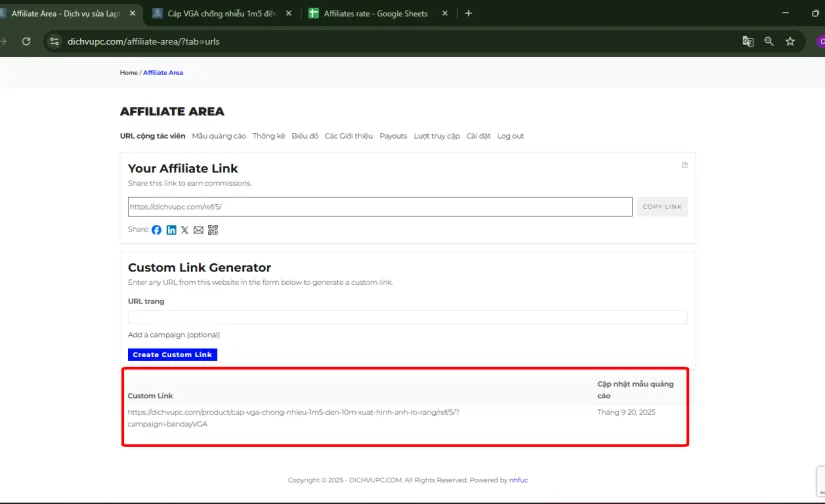 Affiliate Area - Dịch vụ sửa Lapt
Cáp VGA chống nhiễu 1m5 đến
Affiliates rate - Google Sheets
dichvupc.com/affiliate-area/?tab=urls
Home / Affiliate Area
AFFILIATE AREA
URL cộng tác viên Mẫu quảng cáo Thống kê Biểu đồ Các Giới thiệu Payouts Lượt truy cập Cài đặt Log out
Your Affiliate Link
Share this link to earn commissions.
https://dichvupc.com/ref/5/
COPY LINK
Share:
Custom Link Generator
Enter any URL from this website in the form below to generate a custom link.
URL trang
Add a campaign (optional)
Create Custom Link
Cập nhật mẫu quảng
cáo
Custom Link
https://dichvupc.com/product/cap-vga-chong-nhieu-1m5-den-10m-xuat-hinh-anh-ro-rang/ref/5/?
campaign=bandayVGA
Tháng 9 20, 2025
Copyright © 2025 - DICHVUPC.COM. All Rights Reserved. Powered by nhfuc